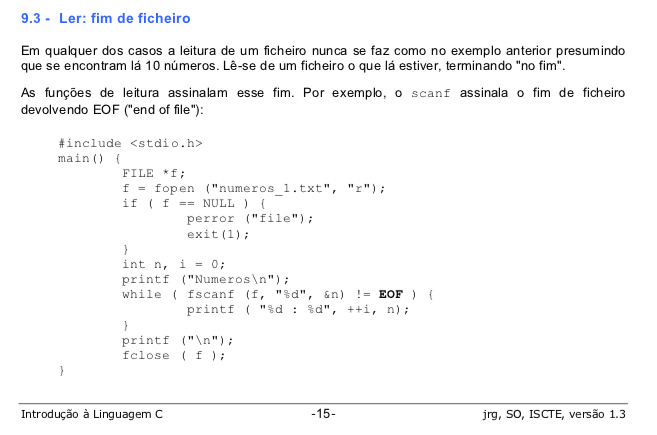 9.3 - Ler: fim de ficheiro
Em qualquer dos casos a leitura de um ficheiro nunca se faz como no exemplo anterior presumindo
que se encontram lá 10 números. Lê-se de um ficheiro o que lá estiver, terminando "no fim".
As funções de leitura assinalam esse fim. Por exemplo, o scanf assinala o fim de ficheiro
devolvendo EOF ("end of file"):
#include <stdio.h>
main() {
FILE *f;
f = fopen ("numeros_1.txt", "r");
if ( f == NULL ) {
perror ("file");
exit(1);
}
int n, i = 0;
printf ("Numeros\n");
while ( fscanf (f, "%d", &n) != EOF ) {
printf ( "%d : %d", ++i, n);
}
printf ("\n");
fclose ( f );
}
Introdução à Linguagem C -15- jrg, SO, ISCTE, versão 1.3